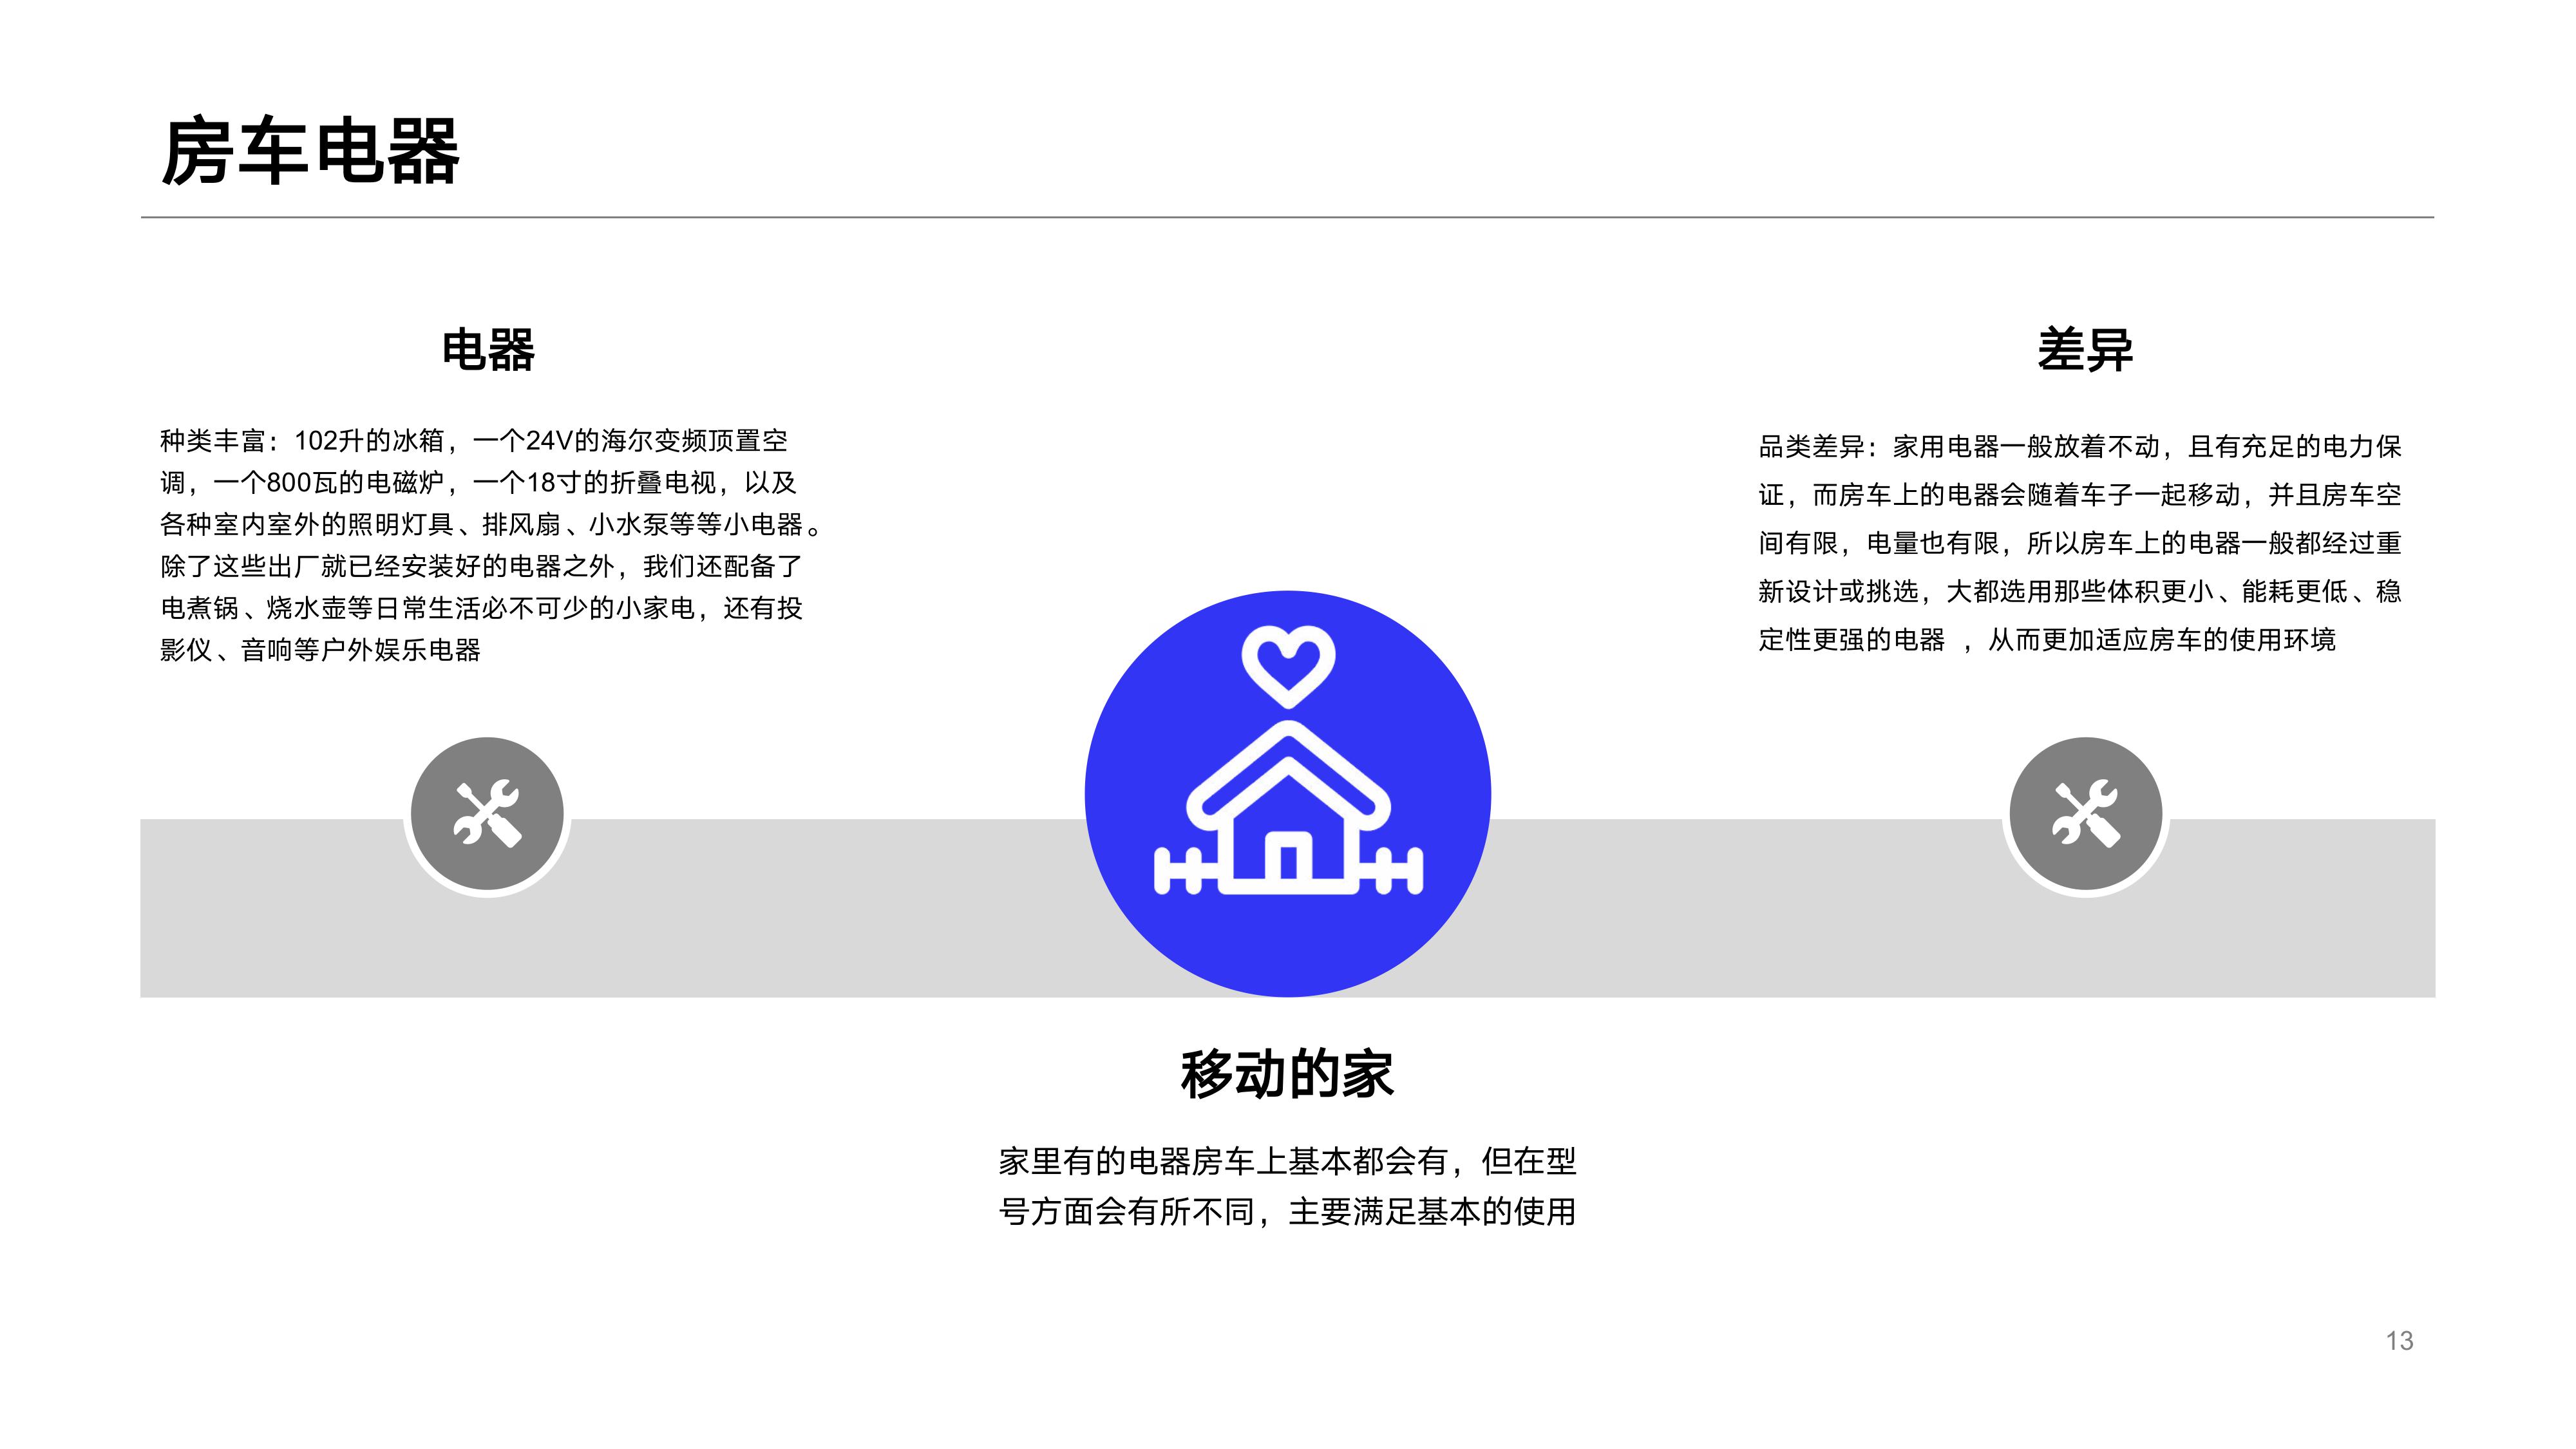 房车电器
电器
种类丰富：102升的冰箱，一个24V的海尔变频顶置空
调，一个800瓦的电磁炉，一个18寸的折叠电视，以及
各种室内室外的照明灯具、排风扇、小水泵等等小电器。
除了这些出厂就已经安装好的电器之外，我们还配备了
电煮锅、烧水壶等日常生活必不可少的小家电，还有投
影仪、音响等户外娱乐电器
差异
品类差异：家用电器一般放着不动，且有充足的电力保
证，而房车上的电器会随着车子一起移动，并且房车空
间有限，电量也有限，所以房车上的电器一般都经过重
新设计或挑选，大都选用那些体积更小、能耗更低、稳
定性更强的电器 ，从而更加适应房车的使用环境
移动的家
家里有的电器房车上基本都会有，但在型
号方面会有所不同，主要满足基本的使用
13